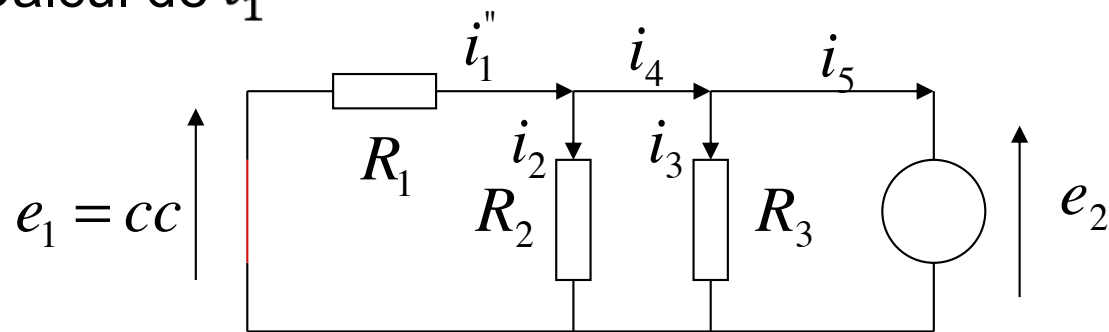 i₁" i₄ i₅
i₂ i₃
R₁
e₁ = cc R₂ R₃ e₂